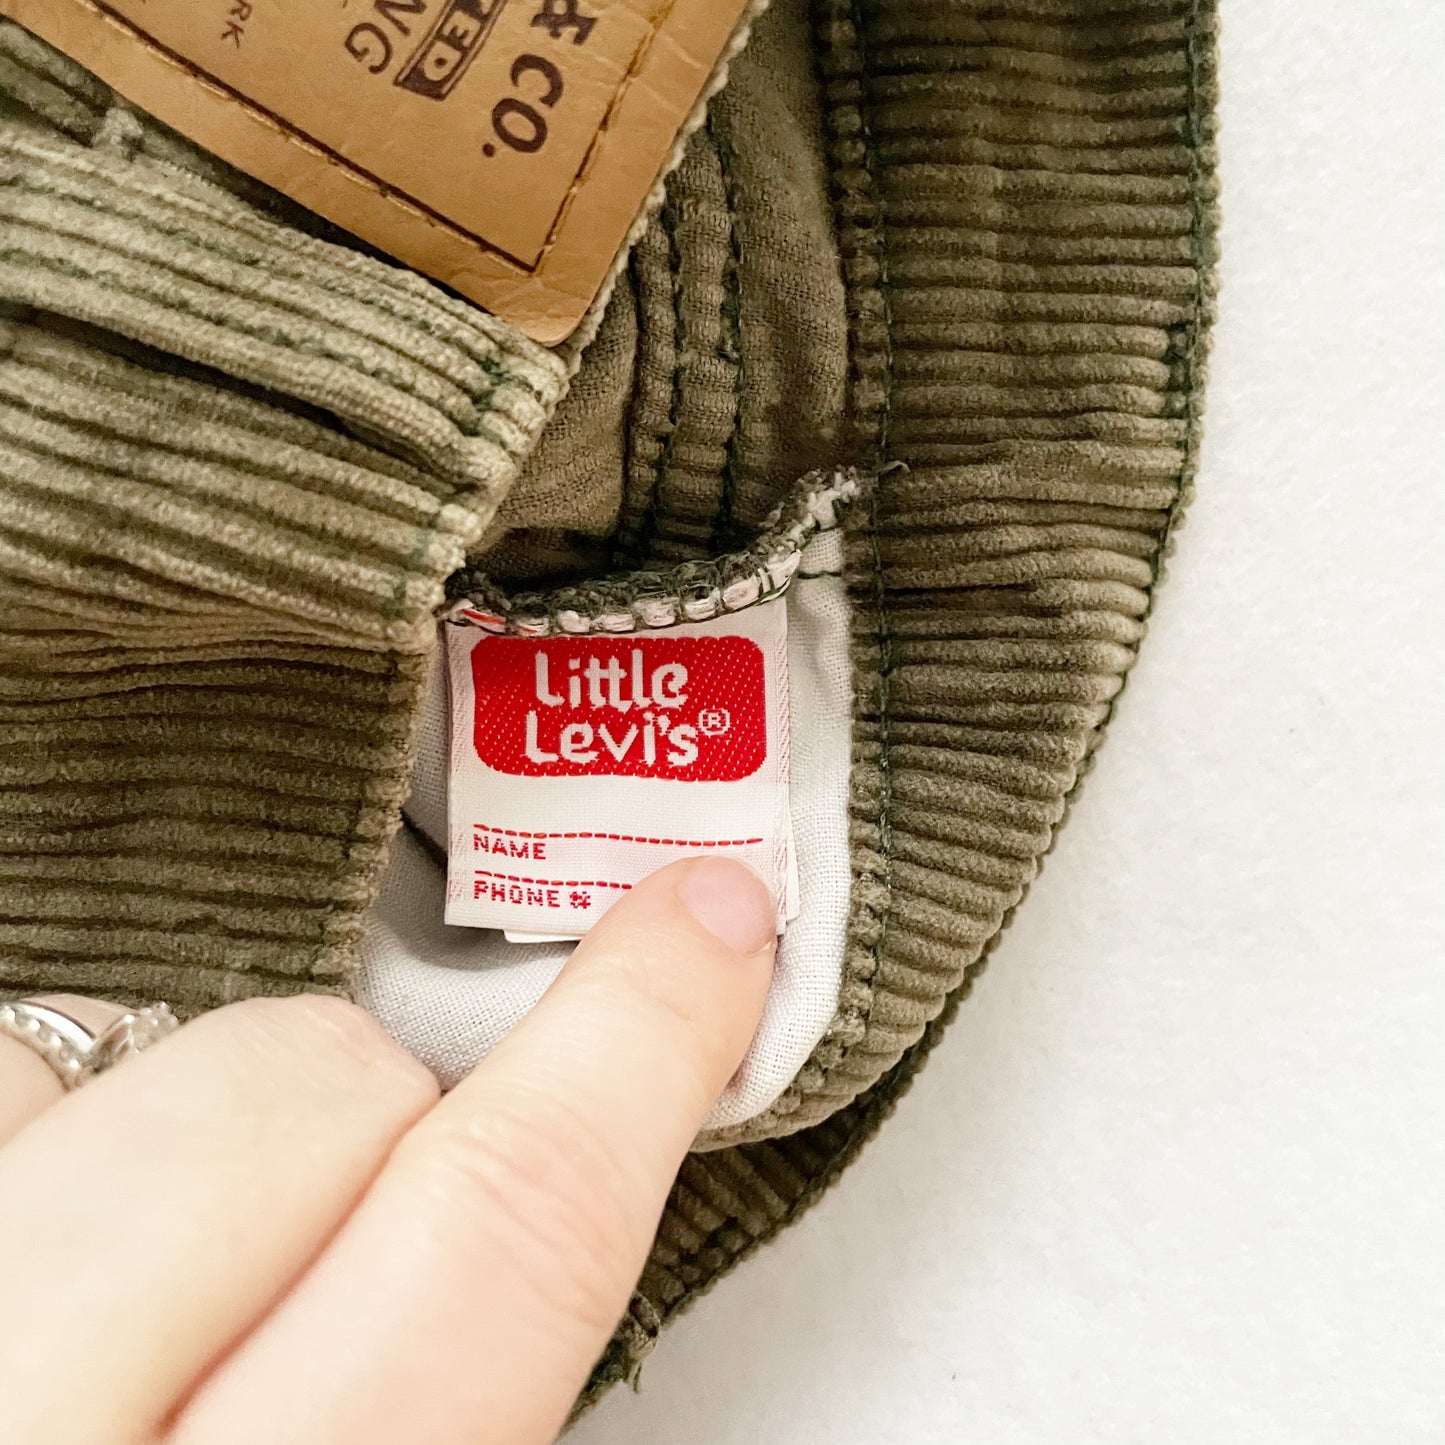 & CO.
Little
Levi's®
NAME
PHONE #